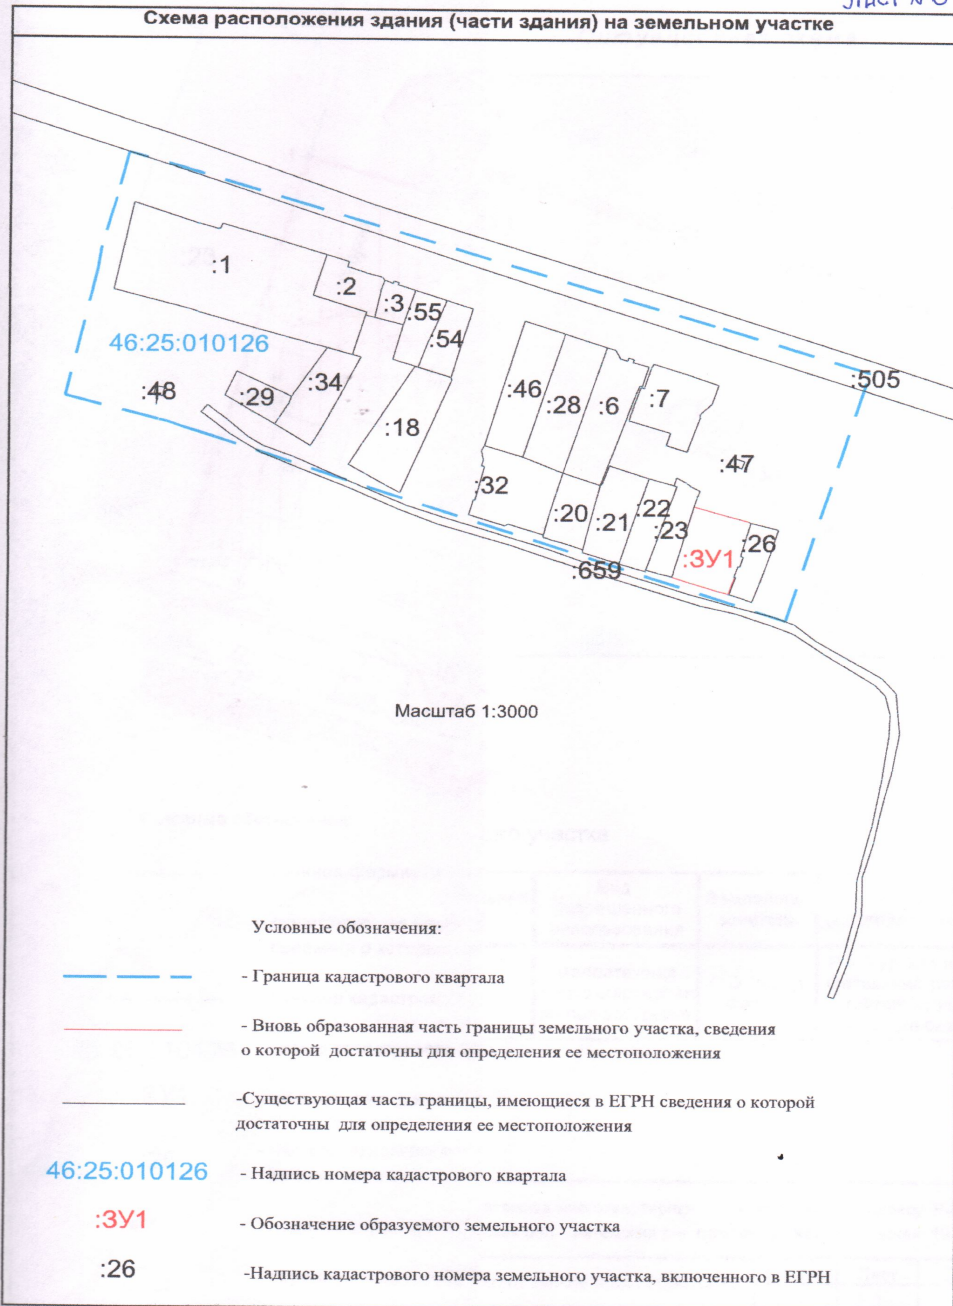 Схема расположения здания (части здания) на земельном участке
:1
:2
:3
:55
:54
46:25:010126
:48
:29
:34
:18
:46
:28
:6
:7
:505
:47
:32
:20
:21
:22
:23
:ЗУ1
:26
:659
Масштаб 1:3000
Условные обозначения:
- Граница кадастрового квартала
- Вновь образованная часть границы земельного участка, сведения
о которой достаточны для определения ее местоположения
-Существующая часть границы, имеющиеся в ЕГРН сведения о которой
достаточны для определения ее местоположения
46:25:010126 - Надпись номера кадастрового квартала
:ЗУ1 - Обозначение образуемого земельного участка
:26 -Надпись кадастрового номера земельного участка, включенного в ЕГРН